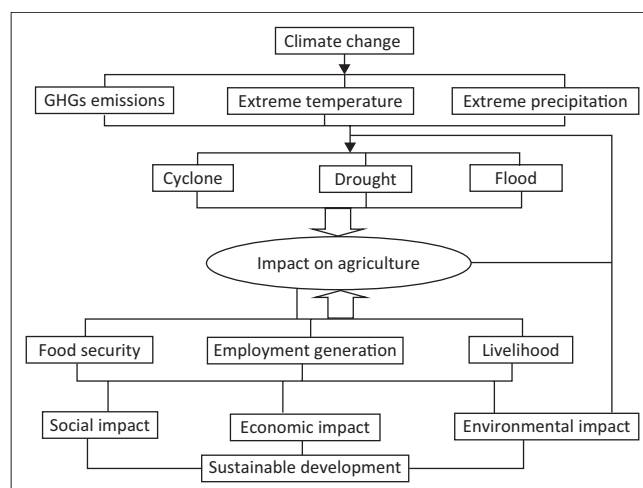 Climate change
GHGs emissions
Extreme temperature
Extreme precipitation
Cyclone
Drought
Flood
Impact on agriculture
Food security
Employment generation
Livelihood
Social impact
Economic impact
Environmental impact
Sustainable development